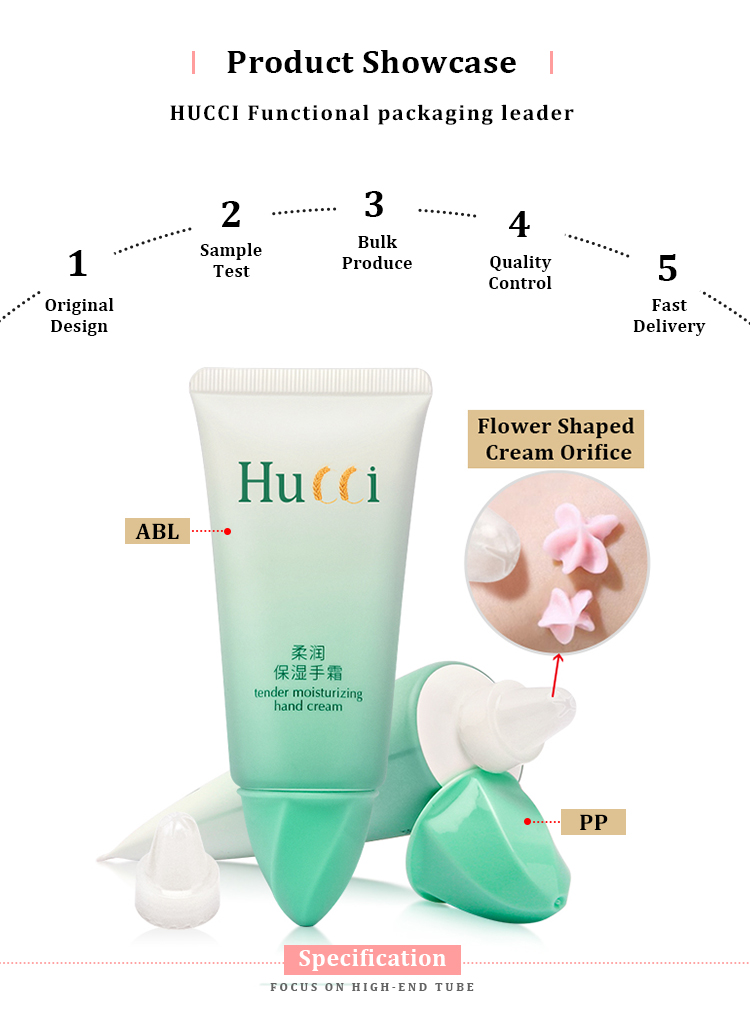 Product Showcase
HUCCI Functional packaging leader
1
Original
Design
2
Sample
Test
3
Bulk
Produce
4
Quality
Control
5
Fast
Delivery
Flower Shaped
Cream Orifice
Hucci
ABL
柔润
保湿手霜
tender moisturizing
hand cream
PP
Specification
FOCUS ON HIGH-END TUBE